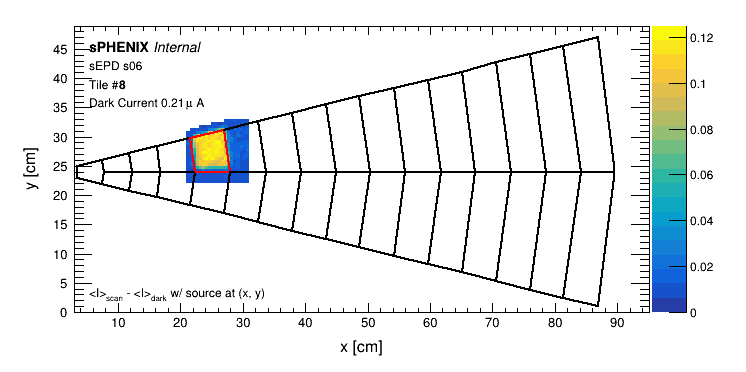 sPHENIX Internal
sEPD s06
Tile #8
Dark Current 0.21 μ A
<I>scan - <I>dark w/ source at (x, y)
y [cm]
45
40
35
30
25
20
15
10
5
0
10 20 30 40 50 60 70 80 90
x [cm]
0.12
0.1
0.08
0.06
0.04
0.02
0